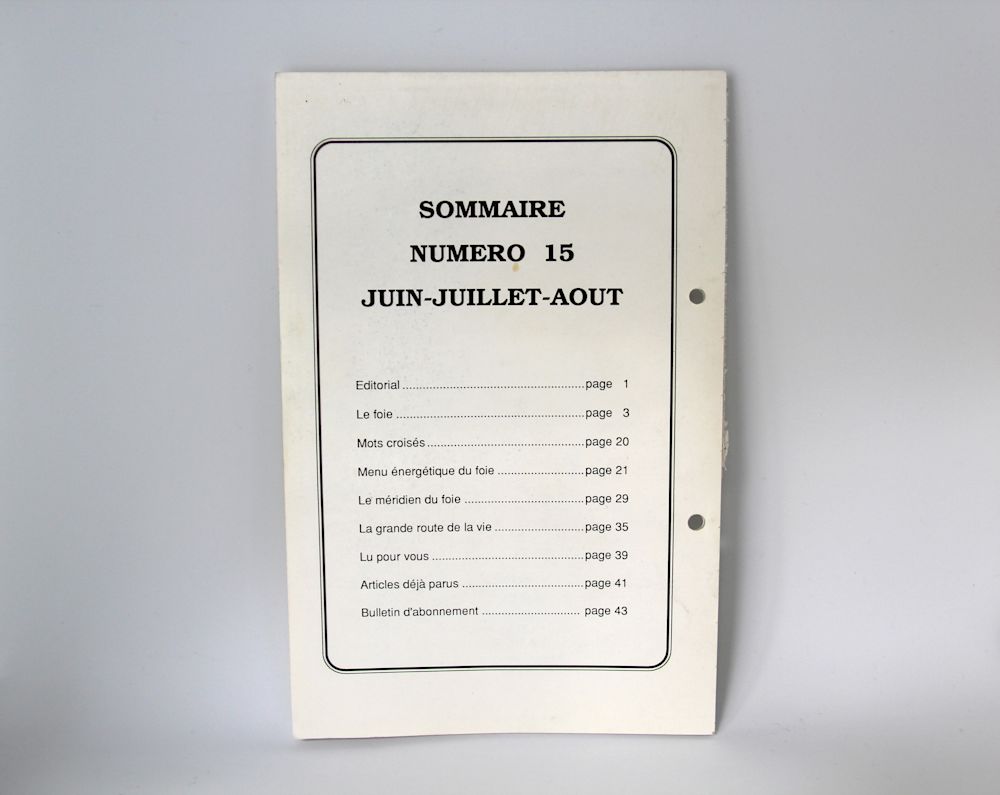 SOMMAIRE
NUMERO 15
JUIN-JUILLET-AOUT
Editorial ........................................................page 1
Le foie ..........................................................page 3
Mots croisés ................................................page 20
Menu énergétique du foie ..........................page 21
Le méridien du foie ....................................page 29
La grande route de la vie ...........................page 35
Lu pour vous ..............................................page 39
Articles déjà parus .....................................page 41
Bulletin d'abonnement .............................. page 43